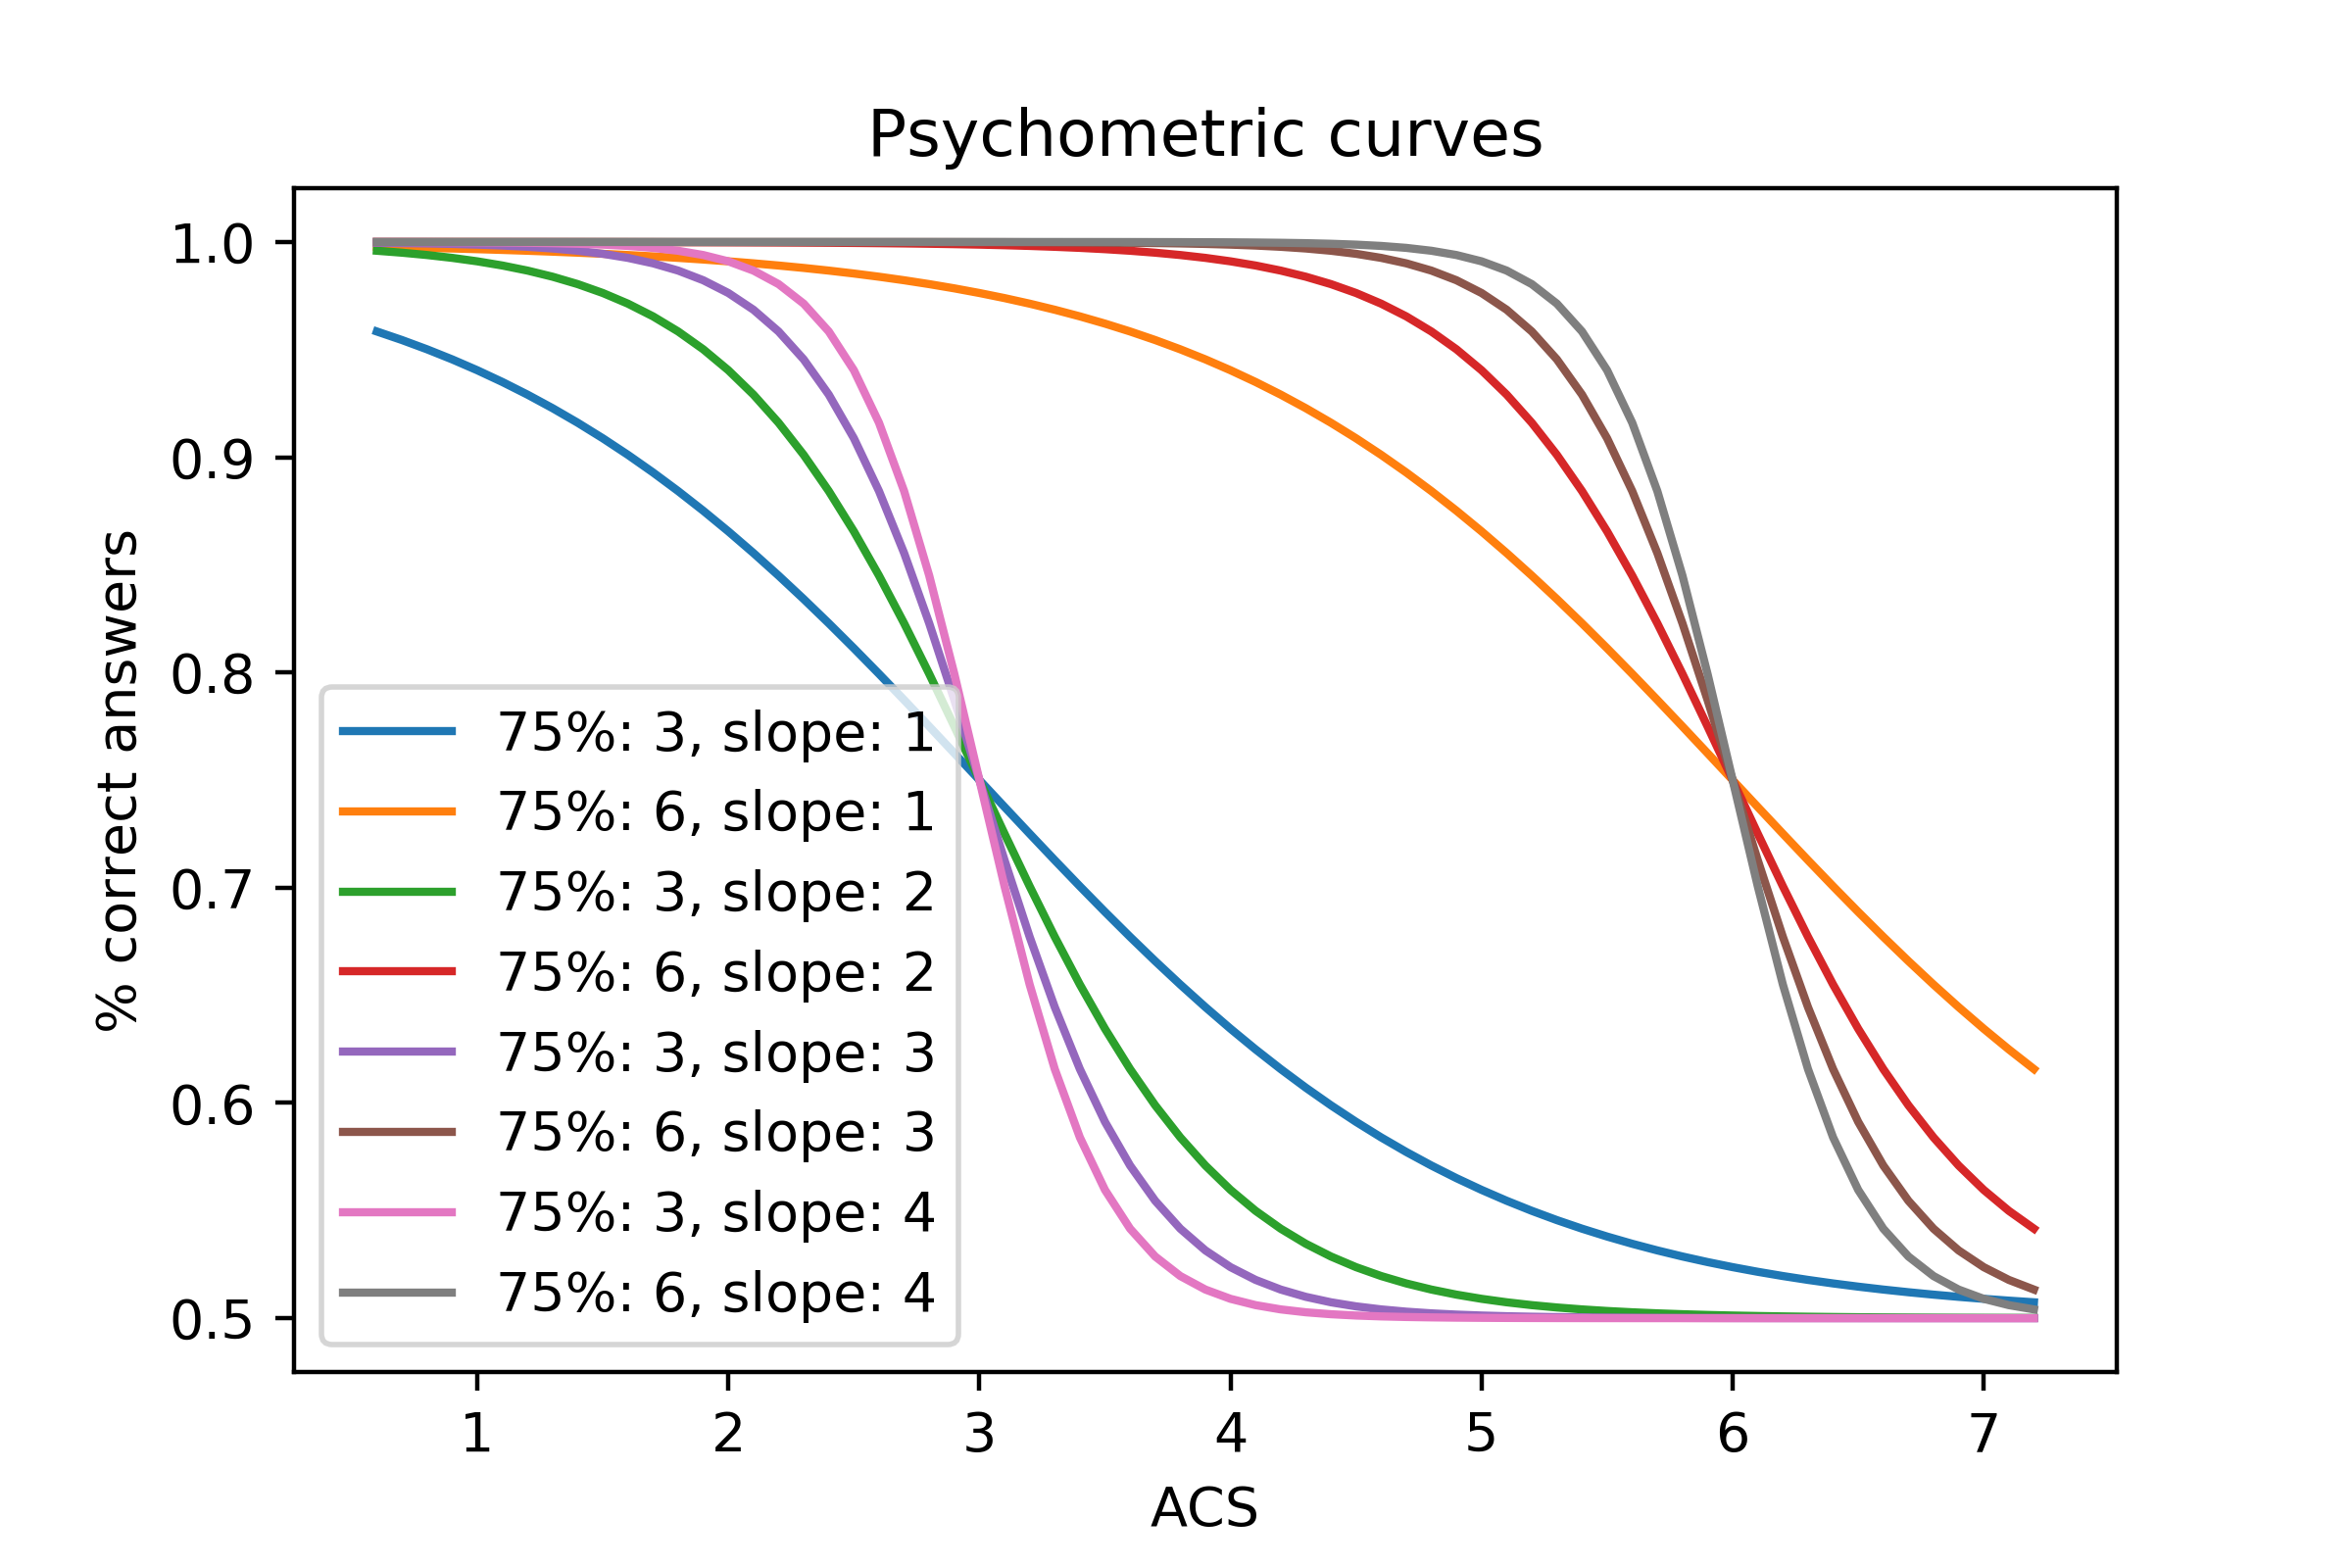 Psychometric curves
1.0
0.9
0.8
0.7
0.6
0.5
% correct answers
75%: 3, slope: 1
75%: 6, slope: 1
75%: 3, slope: 2
75%: 6, slope: 2
75%: 3, slope: 3
75%: 6, slope: 3
75%: 3, slope: 4
75%: 6, slope: 4
1 2 3 4 5 6 7
ACS